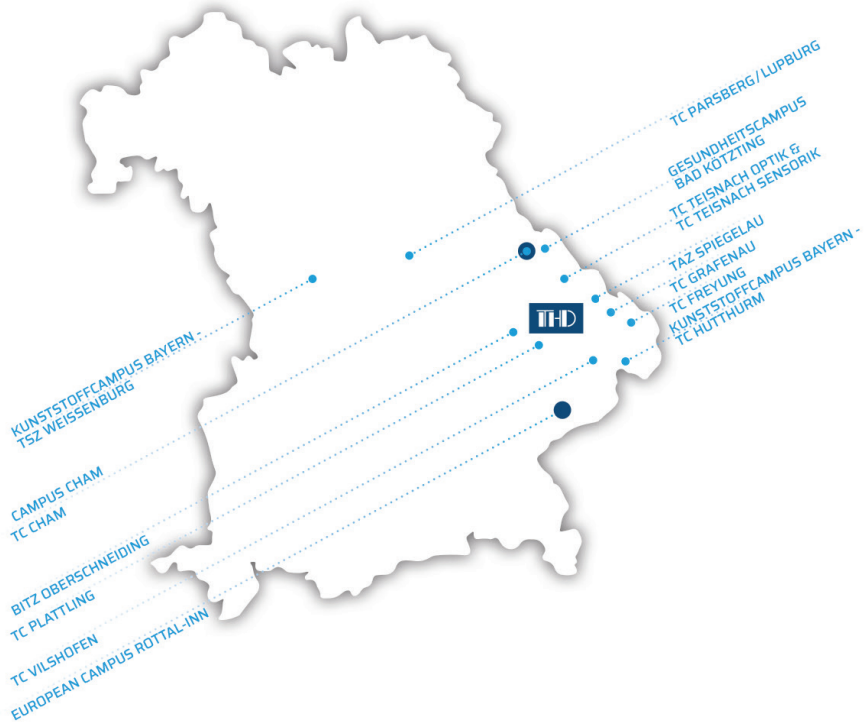 TC PARSBERG/LUPBURG
GESUNDHEITSCAMPUS
BAD KÖTZTING
TC TEISNACH OPTIK &
TC TEISNACH SENSORIK
TAZ SPIEGELAU
TC GRAFENAU
TC FREYUNG
KUNSTSTOFFCAMPUS BAYERN -
TC HUTTHURM
THD
KUNSTSTOFFCAMPUS BAYERN -
TSZ WEISSENBURG
CAMPUS CHAM
TC CHAM
BITZ OBERSCHNEIDING
TC PLATTLING
TC VILSHOFEN
EUROPEAN CAMPUS ROTTAL-INN